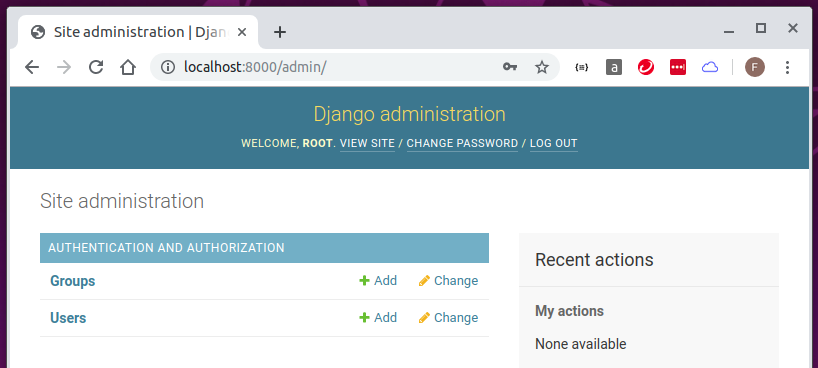 Site administration | Djan
localhost:8000/admin/
a
F
Django administration
WELCOME, ROOT. VIEW SITE / CHANGE PASSWORD / LOG OUT
Site administration
AUTHENTICATION AND AUTHORIZATION
Groups Add Change
Users Add Change
Recent actions
My actions
None available